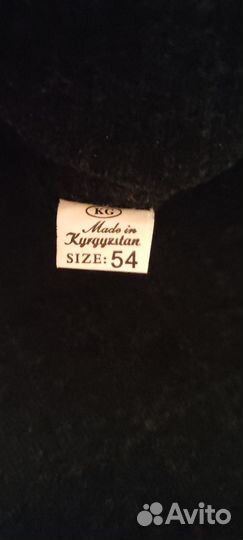 KG
Made in
Kyrgyzstan
SIZE: 54
Avito